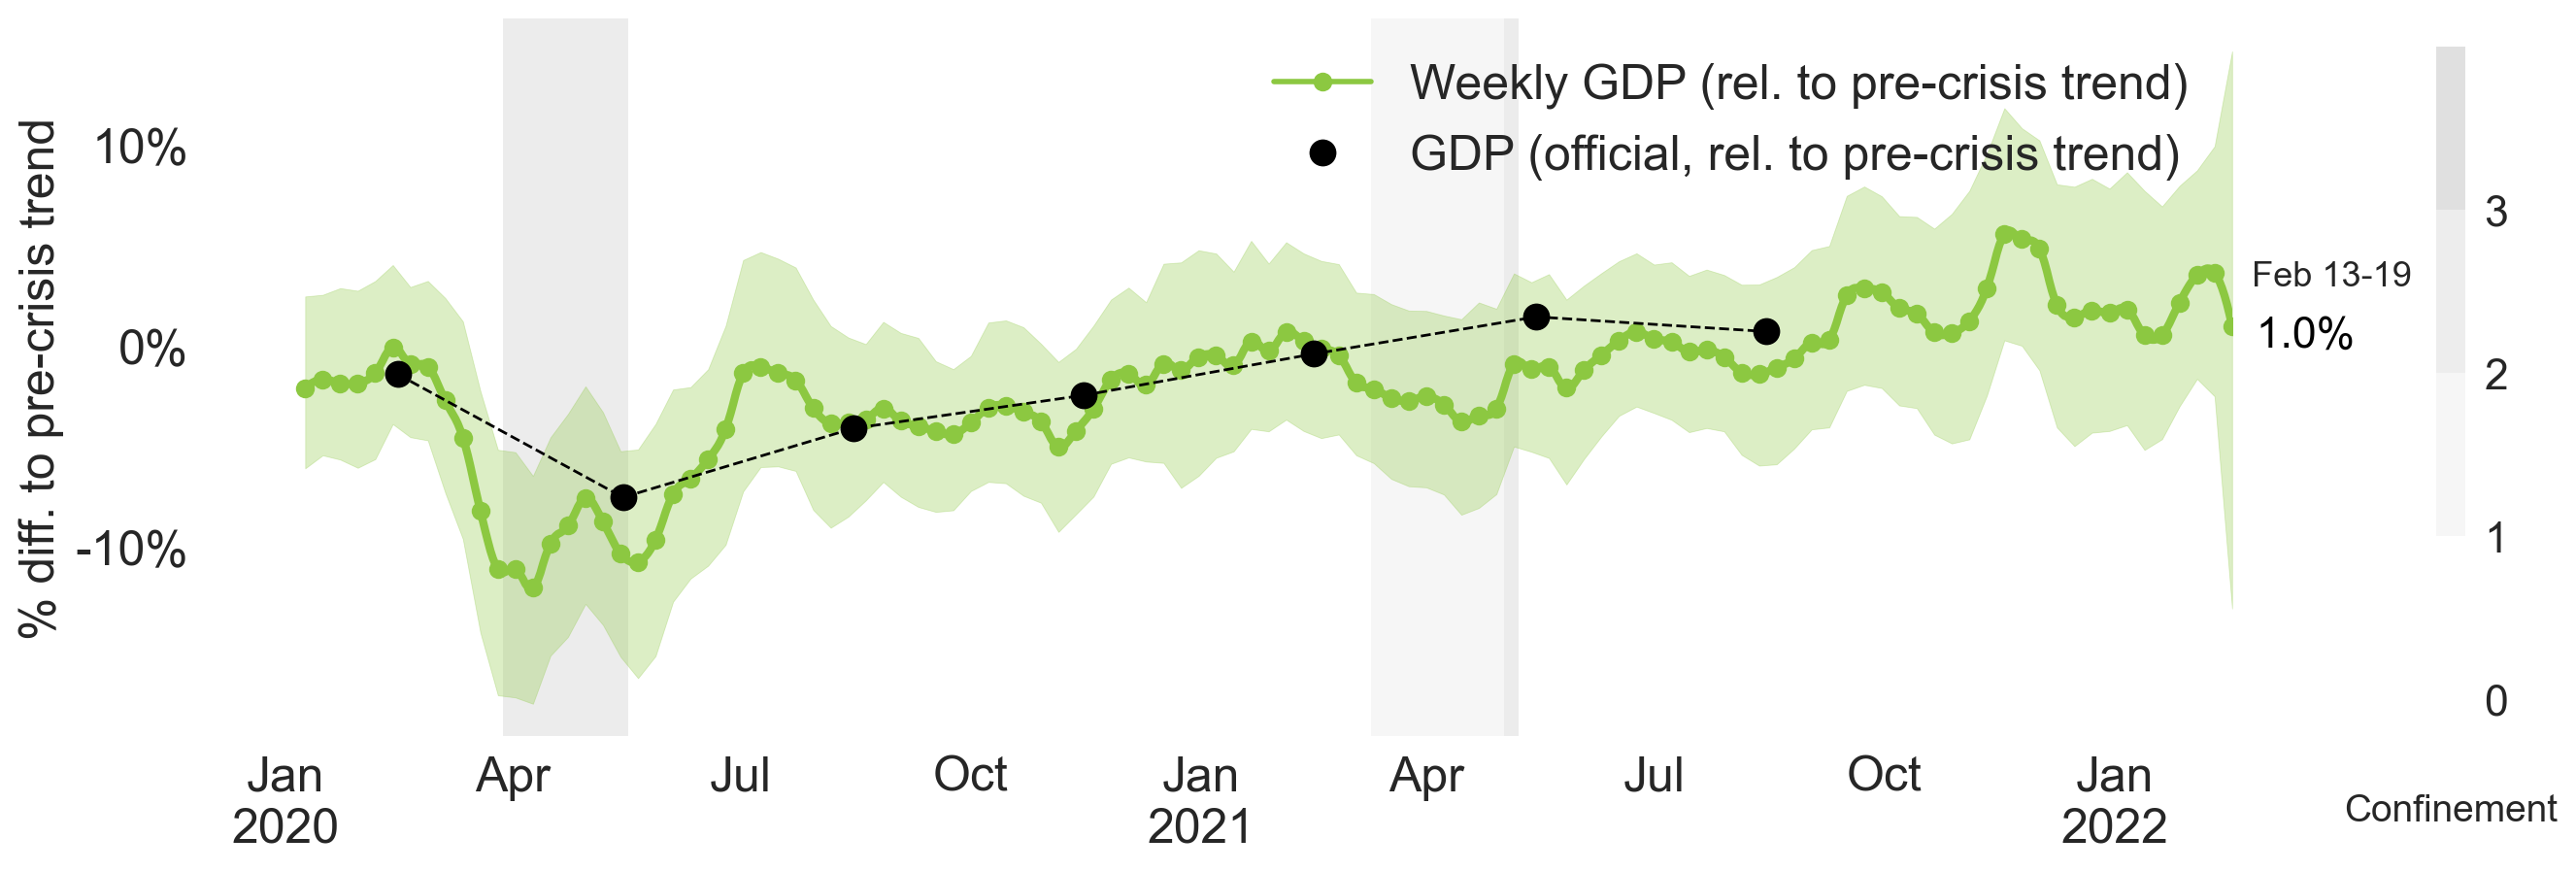 Weekly GDP (rel. to pre-crisis trend)
GDP (official, rel. to pre-crisis trend)
% diff. to pre-crisis trend
10%
0%
-10%
Feb 13-19
1.0%
3
2
1
0
Jan Apr Jul Oct Jan Apr Jul Oct Jan
2020 2021 2022
Confinement